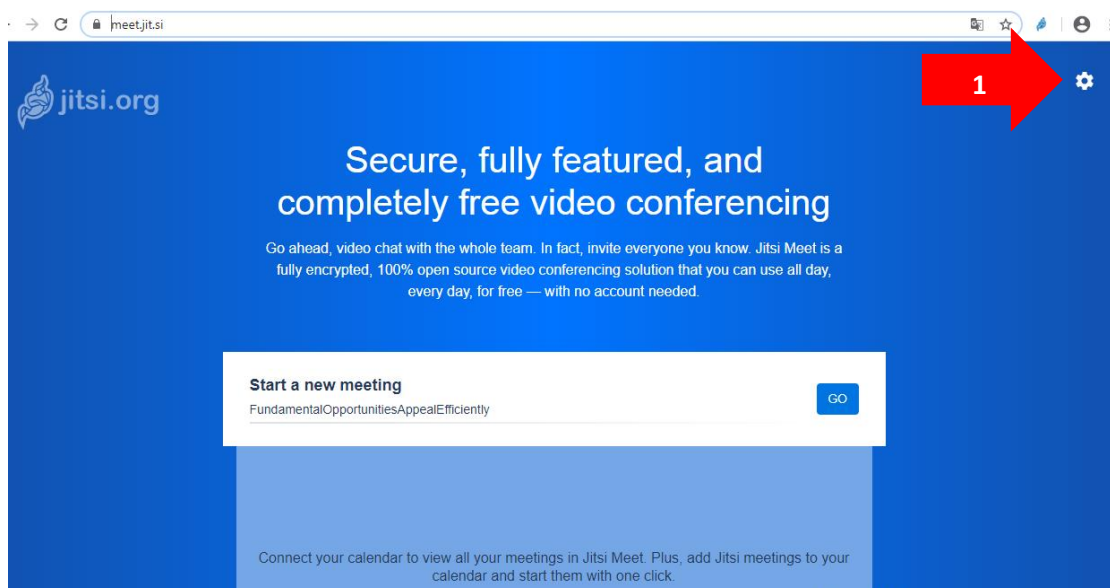 meet.jit.si
jitsi.org
1
Secure, fully featured, and
completely free video conferencing
Go ahead, video chat with the whole team. In fact, invite everyone you know. Jitsi Meet is a
fully encrypted, 100% open source video conferencing solution that you can use all day,
every day, for free — with no account needed.
Start a new meeting
FundamentalOpportunitiesAppealEfficiently
GO
Connect your calendar to view all your meetings in Jitsi Meet. Plus, add Jitsi meetings to your
calendar and start them with one click.